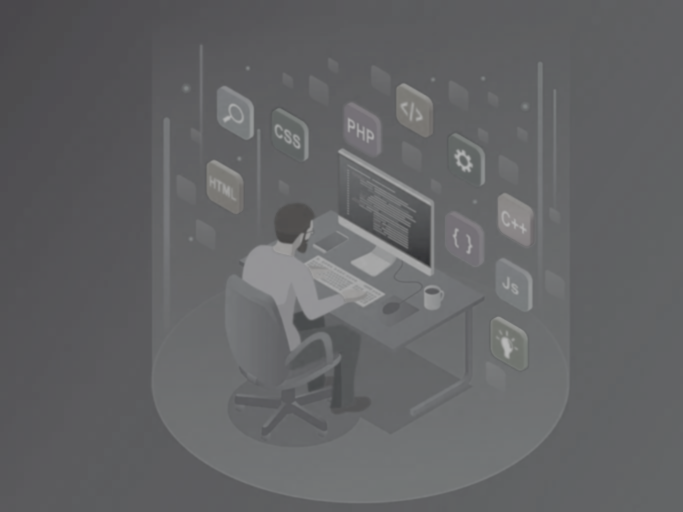 CSS
PHP
</>
HTML
C++
{ }
Js